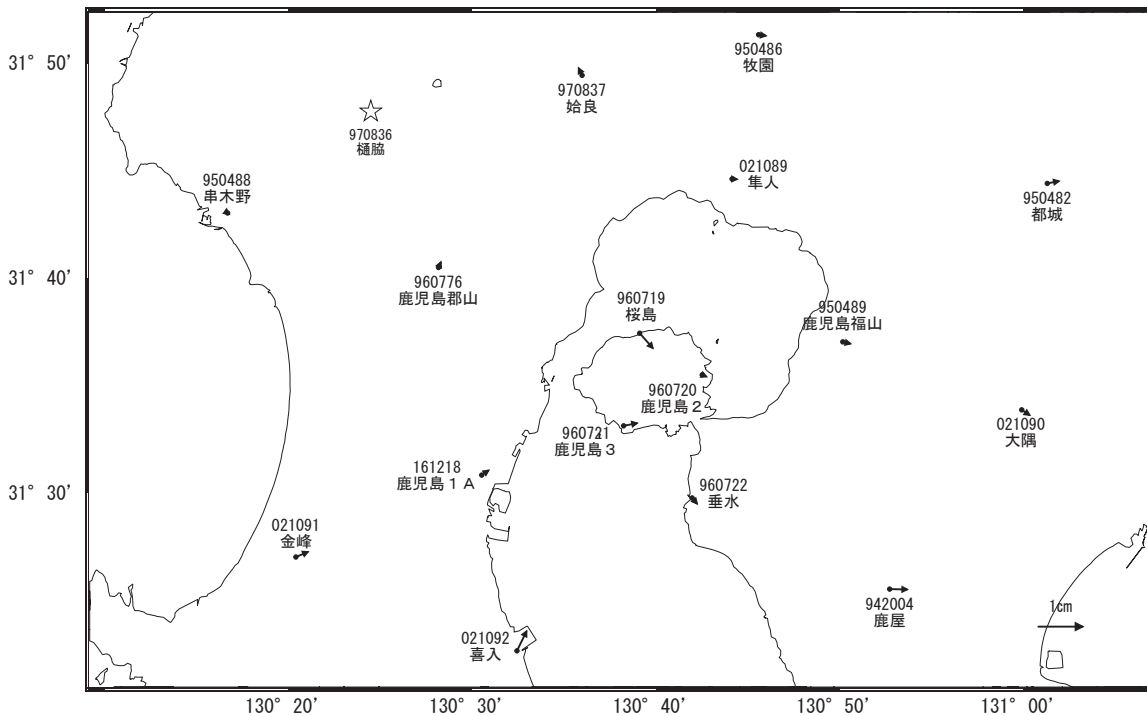 31° 50'
950486
牧園
970837
姶良
970836
樋脇
950488
串木野
021089
隼人
950482
都城
31° 40'
960776
鹿児島郡山
960719
桜島
950489
鹿児島福山
960720
鹿児島２
960721
鹿児島３
021090
大隅
161218
鹿児島１Ａ
31° 30'
960722
垂水
021091
金峰
942004
鹿屋
1cm
021092
喜入
130° 20'
130° 30'
130° 40'
130° 50'
131° 00'